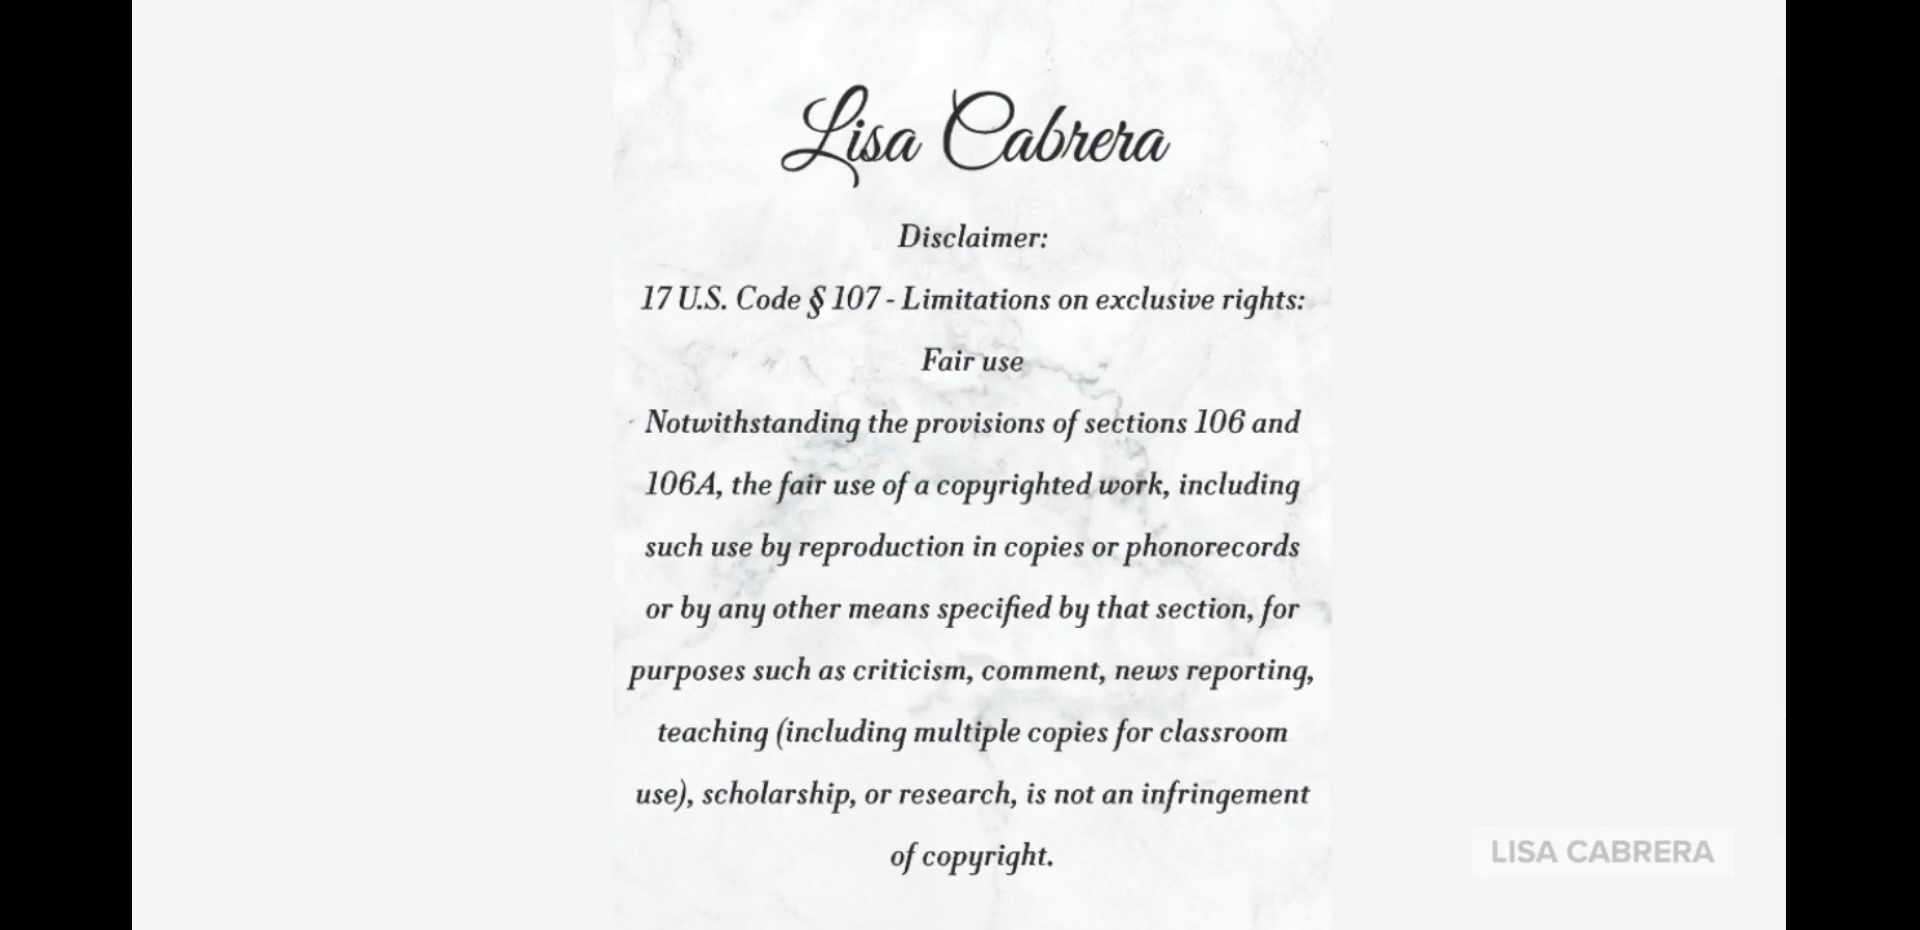 Lisa Cabrera
Disclaimer:
17 U.S. Code § 107 - Limitations on exclusive rights:
Fair use
Notwithstanding the provisions of sections 106 and
106A, the fair use of a copyrighted work, including
such use by reproduction in copies or phonorecords
or by any other means specified by that section, for
purposes such as criticism, comment, news reporting,
teaching (including multiple copies for classroom
use), scholarship, or research, is not an infringement
of copyright.
LISA CABRERA